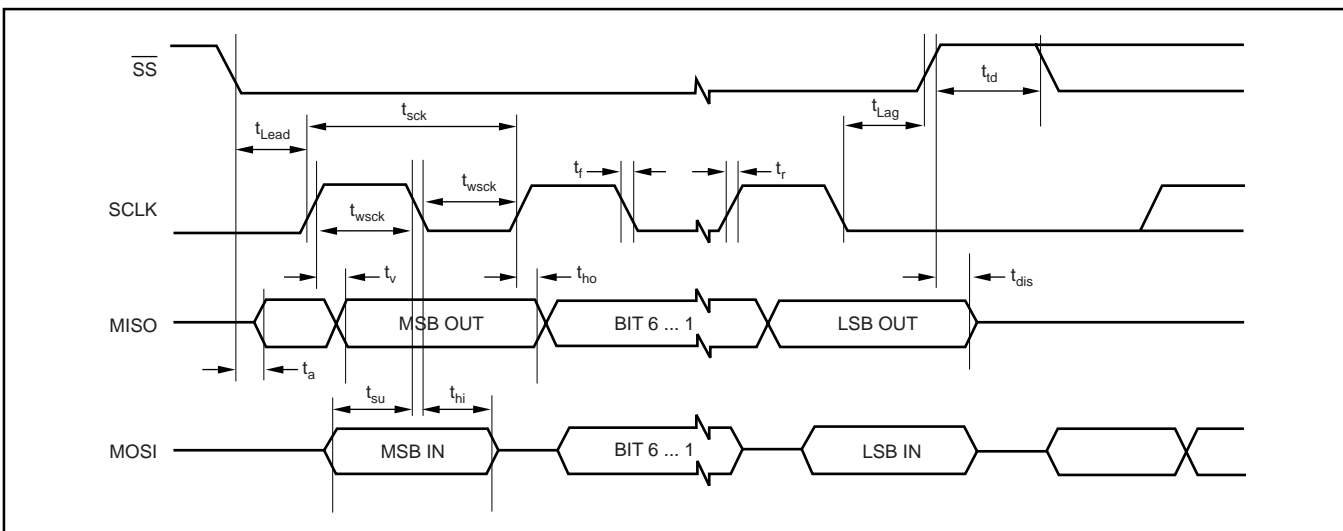 SS
t_td
t_sck
t_Lag
t_Lead
t_f
t_r
t_wsck
SCLK
t_wsck
t_v
t_ho
t_dis
MISO
MSB OUT
BIT 6 ... 1
LSB OUT
t_a
t_su
t_hi
MOSI
MSB IN
BIT 6 ... 1
LSB IN